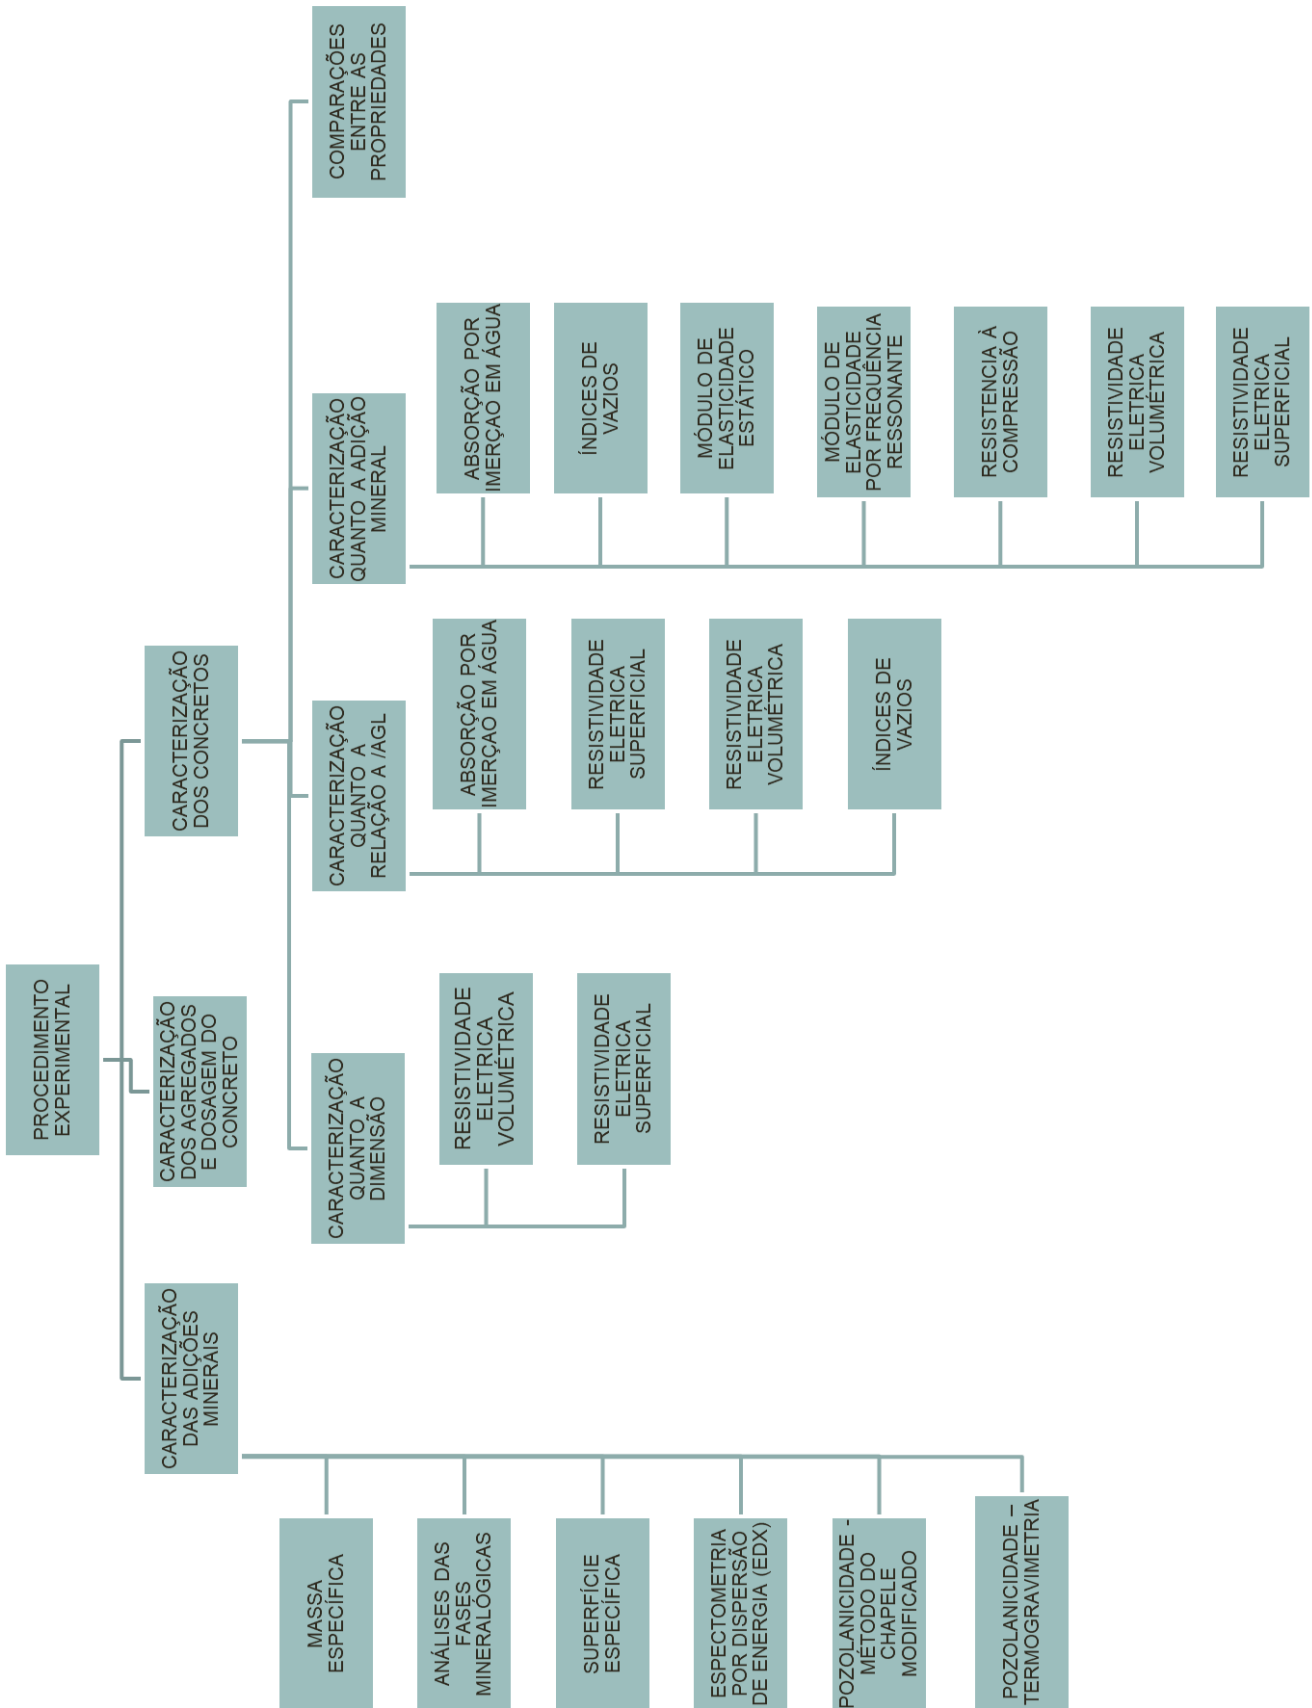 PROCEDIMENTO
EXPERIMENTAL
CARACTERIZAÇÃO
DAS ADIÇÕES
MINERAIS
MASSA
ESPECÍFICA
ANÁLISES DAS
FASES
MINERALÓGICAS
SUPERFÍCIE
ESPECÍFICA
ESPECTOMETRIA
POR DISPERSÃO
DE ENERGIA (EDX)
POZOLANICIDADE -
MÉTODO DO
CHAPELE
MODIFICADO
POZOLANICIDADE –
TERMOGRAVIMETRIA
CARACTERIZAÇÃO
DOS AGREGADOS
E DOSAGEM DO
CONCRETO
CARACTERIZAÇÃO
DOS CONCRETOS
CARACTERIZAÇÃO
QUANTO A
DIMENSÃO
RESISTIVIDADE
ELETRICA
VOLUMÉTRICA
RESISTIVIDADE
ELETRICA
SUPERFICIAL
CARACTERIZAÇÃO
QUANTO A
RELAÇÃO A /AGL
ABSORÇÃO POR
IMERÇAO EM ÁGUA
RESISTIVIDADE
ELETRICA
SUPERFICIAL
RESISTIVIDADE
ELETRICA
VOLUMÉTRICA
ÍNDICES DE
VAZIOS
CARACTERIZAÇÃO
QUANTO A ADIÇÃO
MINERAL
ABSORÇÃO POR
IMERÇAO EM ÁGUA
ÍNDICES DE
VAZIOS
MÓDULO DE
ELASTICIDADE
ESTÁTICO
MÓDULO DE
ELASTICIDADE
POR FREQUÊNCIA
RESSONANTE
RESISTENCIA À
COMPRESSÃO
RESISTIVIDADE
ELETRICA
VOLUMÉTRICA
RESISTIVIDADE
ELETRICA
SUPERFICIAL
COMPARAÇÕES
ENTRE AS
PROPRIEDADES